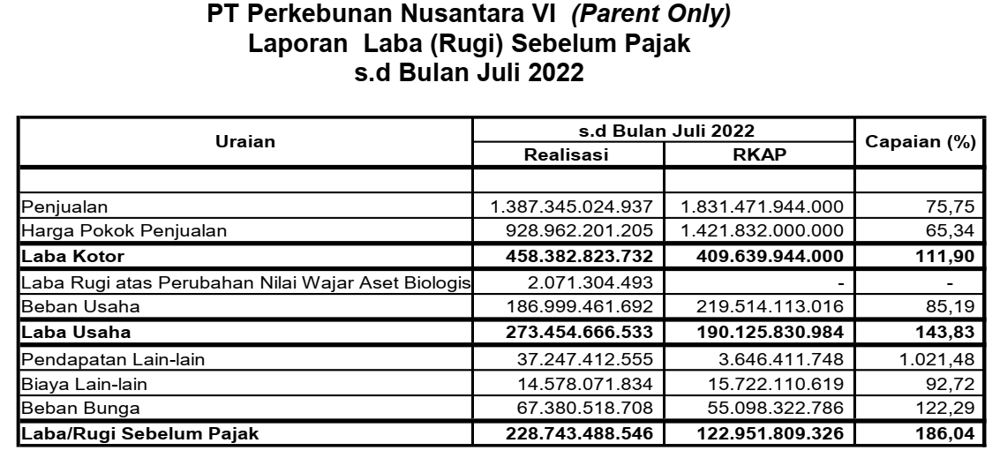 PT Perkebunan Nusantara VI (Parent Only)
Laporan Laba (Rugi) Sebelum Pajak
s.d Bulan Juli 2022
Uraian s.d Bulan Juli 2022 Capaian (%)
Realisasi RKAP
Penjualan 1.387.345.024.937 1.831.471.944.000 75,75
Harga Pokok Penjualan 928.962.201.205 1.421.832.000.000 65,34
Laba Kotor 458.382.823.732 409.639.944.000 111,90
Laba Rugi atas Perubahan Nilai Wajar Aset Biologis 2.071.304.493 - -
Beban Usaha 186.999.461.692 219.514.113.016 85,19
Laba Usaha 273.454.666.533 190.125.830.984 143,83
Pendapatan Lain-lain 37.247.412.555 3.646.411.748 1.021,48
Biaya Lain-lain 14.578.071.834 15.722.110.619 92,72
Beban Bunga 67.380.518.708 55.098.322.786 122,29
Laba/Rugi Sebelum Pajak 228.743.488.546 122.951.809.326 186,04